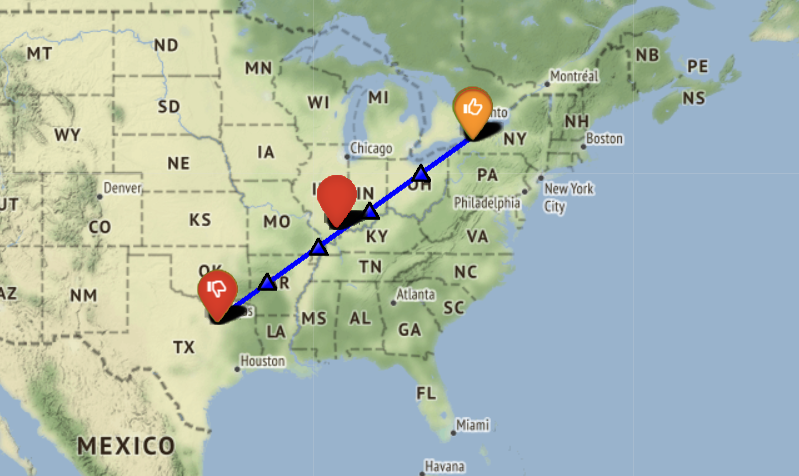 MT
ND
MN
NB
PE
Montréal
NS
SD
WI
MI
nto
WY
NH
NY
Boston
IA
Chicago
NE
OH
PA
Denver
IN
New York
City
UT
Philadelphia
CO
KS
MO
KY
VA
OK
TN
NC
AZ
NM
AR
Atlanta
SC
MS
AL
GA
LA
TX
Houston
FL
Miami
MEXICO
Havana